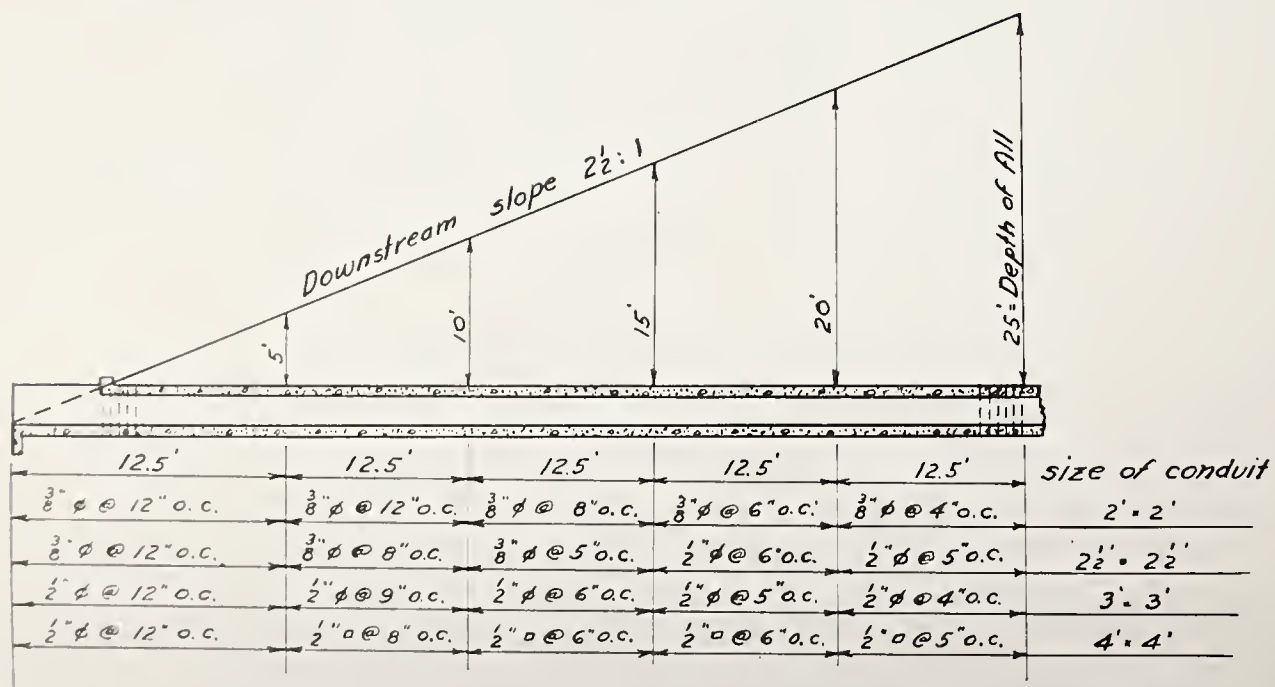 Downstream slope 2½ : 1
5'
10'
15'
20'
25' Depth of Fill
12.5' 12.5' 12.5' 12.5' 12.5' size of conduit
⅜" ϕ @ 12" o.c. ⅜" ϕ @ 12" o.c. ⅜" ϕ @ 8" o.c. ⅜" ϕ @ 6" o.c. ⅜" ϕ @ 4" o.c. 2' × 2'
⅜" ϕ @ 12" o.c. ⅜" ϕ @ 8" o.c. ⅜" ϕ @ 5" o.c. ½" ϕ @ 6" o.c. ½" ϕ @ 5" o.c. 2½' × 2½'
½" ϕ @ 12" o.c. ½" ϕ @ 9" o.c. ½" ϕ @ 6" o.c. ½" ϕ @ 5" o.c. ½" ϕ @ 4" o.c. 3' × 3'
½" ϕ @ 12" o.c. ½" □ @ 8" o.c. ½" □ @ 6" o.c. ½" □ @ 6" o.c. ½" □ @ 5" o.c. 4' × 4'